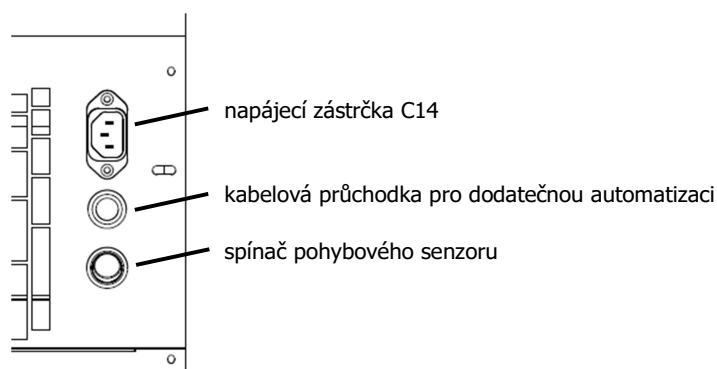 napájecí zástrčka C14
kabelová průchodka pro dodatečnou automatizaci
spínač pohybového senzoru